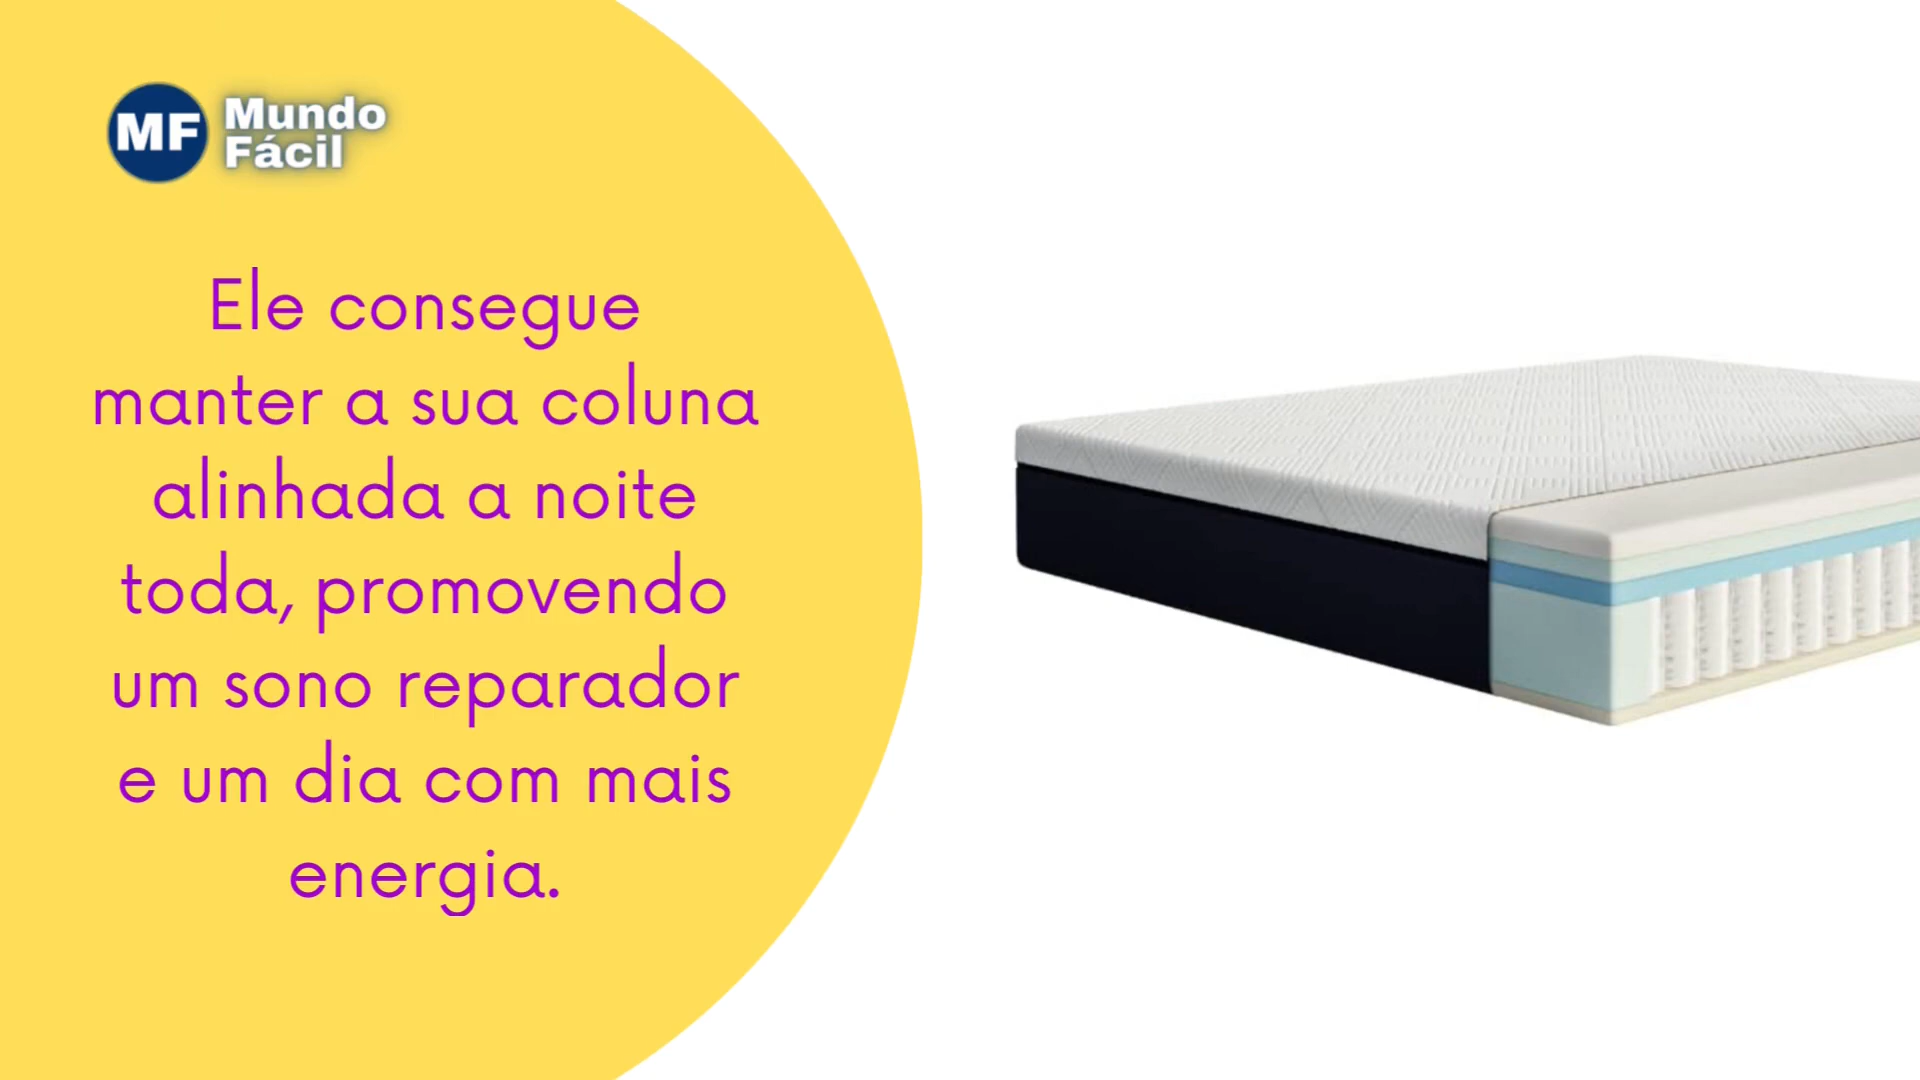 MF Mundo
Fácil
Ele consegue
manter a sua coluna
alinhada a noite
toda, promovendo
um sono reparador
e um dia com mais
energia.